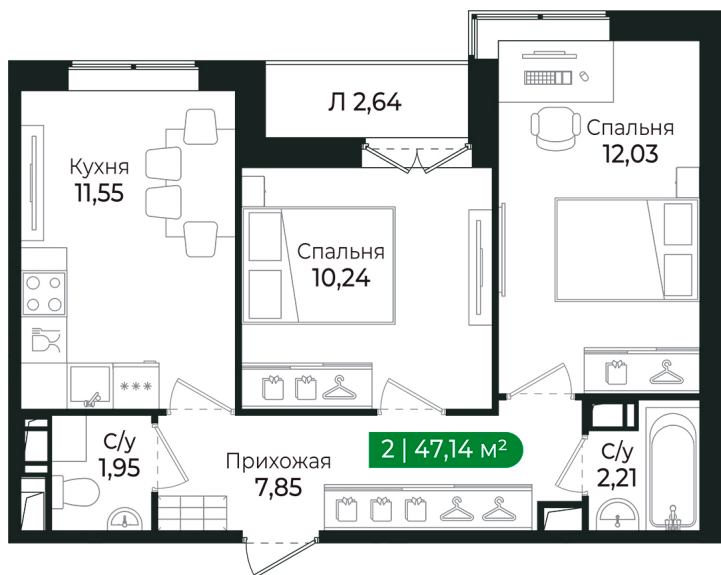 Л 2,64
Спальня
12,03
Кухня
11,55
Спальня
10,24
С/у
1,95
Прихожая
7,85
2 | 47,14 м²
С/у
2,21